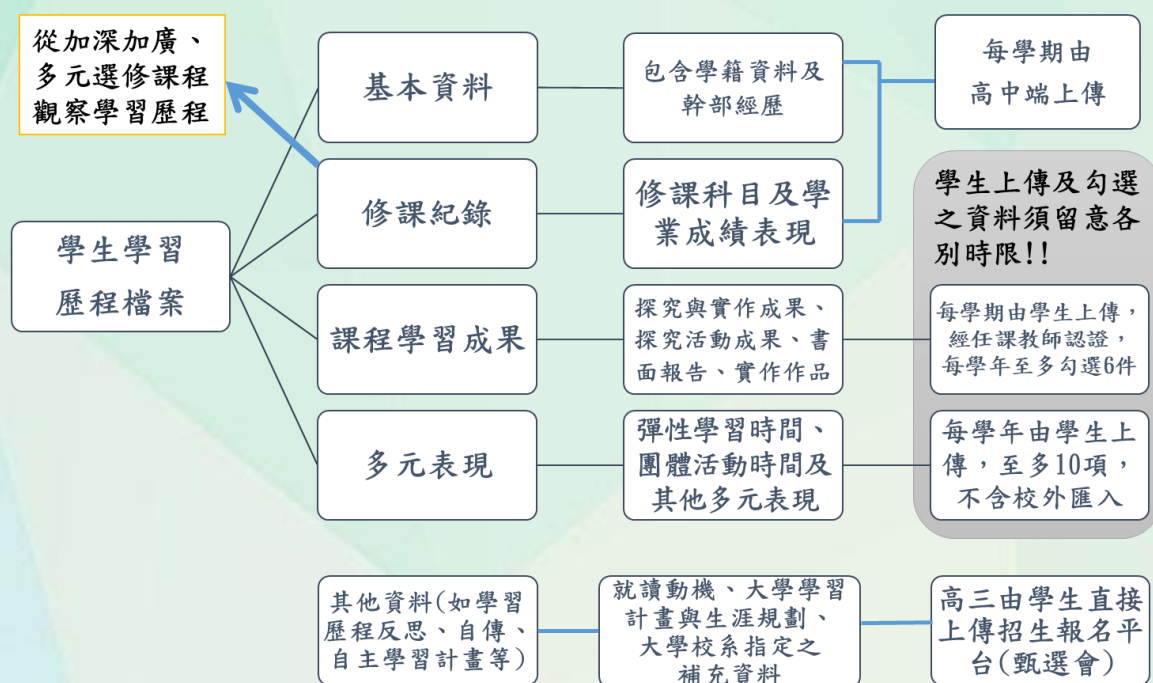 從加深加廣、
多元選修課程
觀察學習歷程
學生學習
歷程檔案
基本資料
包含學籍資料及
幹部經歷
每學期由
高中端上傳
修課紀錄
修課科目及學
業成績表現
學生上傳及勾選
之資料須留意各
別時限!!
課程學習成果
探究與實作成果、
探究活動成果、書
面報告、實作作品
每學期由學生上傳，
經任課教師認證，
每學年至多勾選6件
多元表現
彈性學習時間、
團體活動時間及
其他多元表現
每學年由學生上
傳，至多10項，
不含校外匯入
其他資料(如學習
歷程反思、自傳、
自主學習計畫等)
就讀動機、大學學習
計畫與生涯規劃、
大學校系指定之
補充資料
高三由學生直接
上傳招生報名平
台(甄選會)